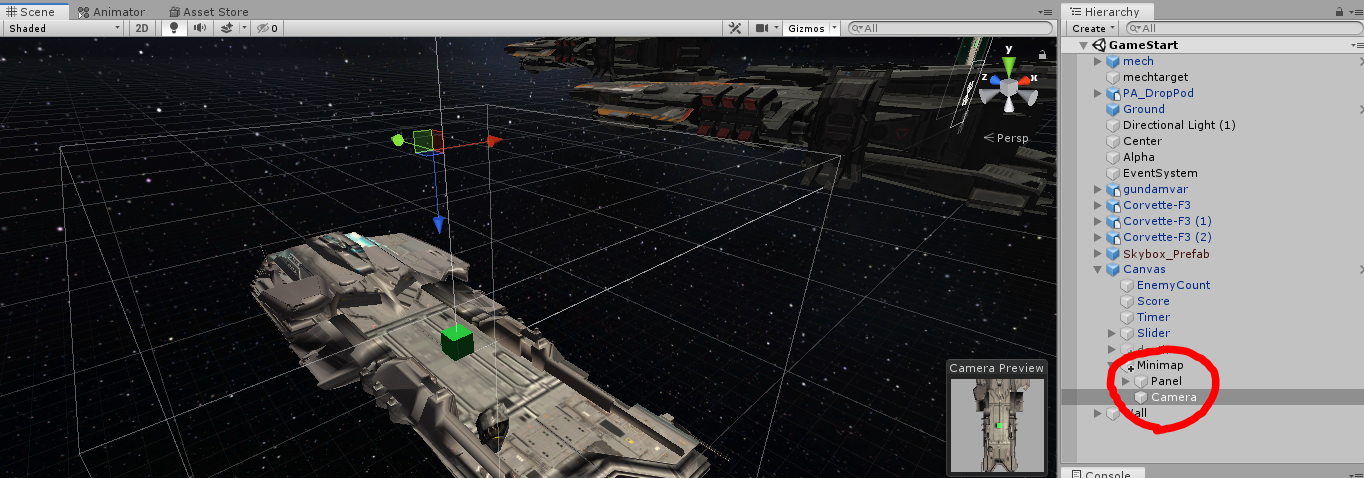 Scene Animator Asset Store
Shaded 2D 0 Gizmos All
y
z x
Persp
Camera Preview
Hierarchy
Create All
GameStart
mech
mechtarget
PA_DropPod
Ground
Directional Light (1)
Center
Alpha
EventSystem
gundamvar
Corvette-F3
Corvette-F3 (1)
Corvette-F3 (2)
Skybox_Prefab
Canvas
EnemyCount
Score
Timer
Slider
Minimap
Panel
Camera
Console